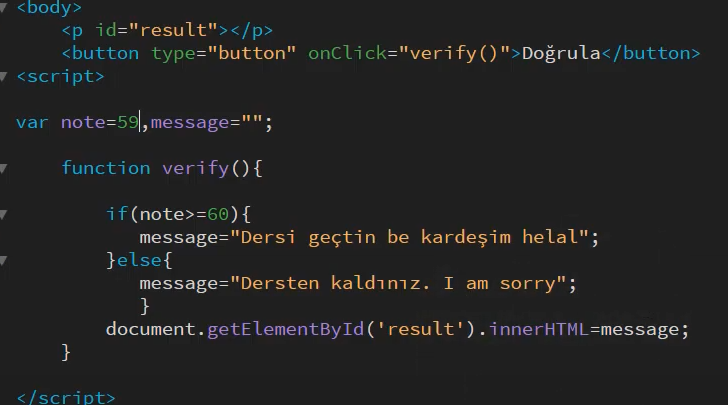 <body>
<p id="result"></p>
<button type="button" onClick="verify()">Doğrula</button>
<script>
var note=59,message="";
function verify(){
if(note>=60){
message="Dersi geçtin be kardeşim helal";
}else{
message="Dersten kaldınız. I am sorry";
}
document.getElementById('result').innerHTML=message;
}
</script>